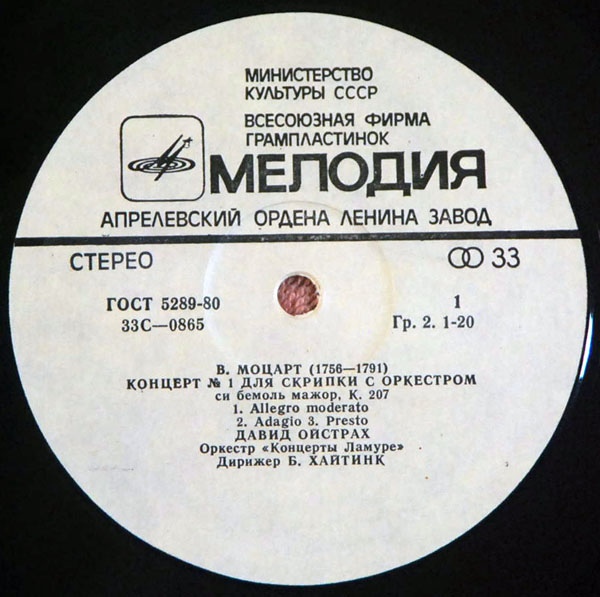 МИНИСТЕРСТВО
КУЛЬТУРЫ СССР
ВСЕСОЮЗНАЯ ФИРМА
ГРАМПЛАСТИНОК
МЕЛОДИЯ
АПРЕЛЕВСКИЙ ОРДЕНА ЛЕНИНА ЗАВОД
СТЕРЕО 33
ГОСТ 5289-80 1
33С—0865 Гр. 2. 1-20
В. МОЦАРТ (1756—1791)
КОНЦЕРТ № 1 ДЛЯ СКРИПКИ С ОРКЕСТРОМ
си бемоль мажор, К. 207
1. Allegro moderato
2. Adagio 3. Presto
ДАВИД ОЙСТРАХ
Оркестр «Концерты Ламуре»
Дирижер Б. ХАЙТИНК